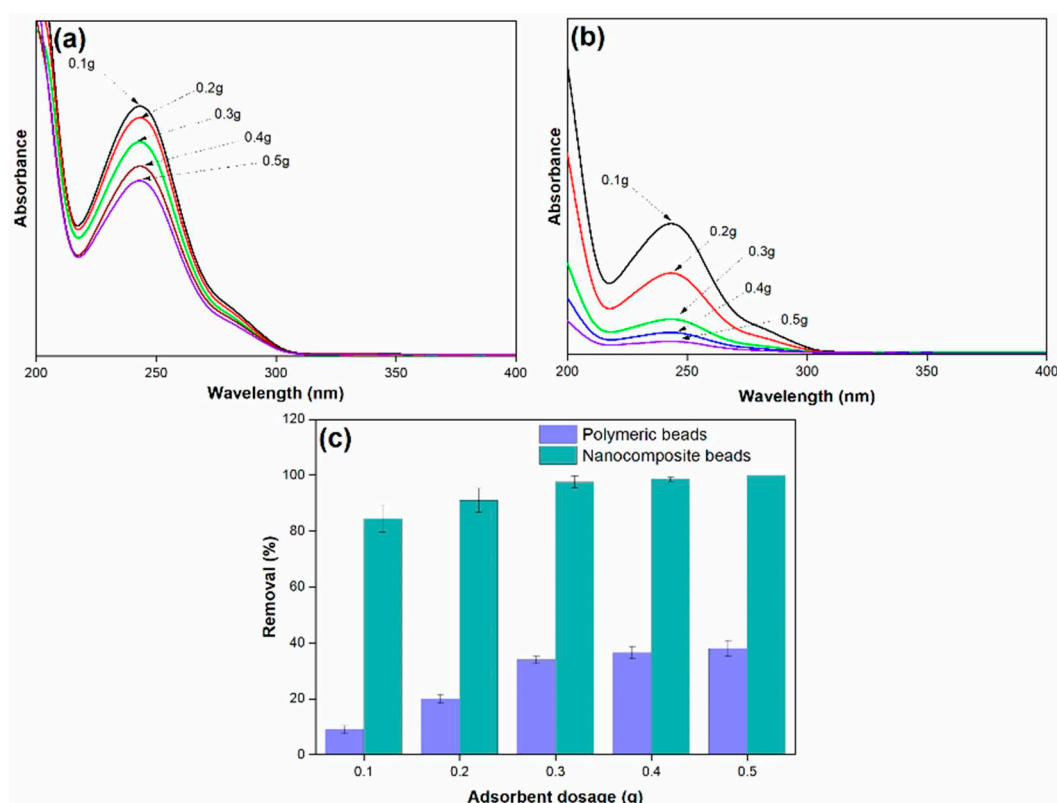 (a)
0.1g
0.2g
0.3g
0.4g
0.5g
Absorbance
200
250
300
350
400
Wavelength (nm)
(b)
0.1g
0.2g
0.3g
0.4g
0.5g
Absorbance
200
250
300
350
400
Wavelength (nm)
(c)
Polymeric beads
Nanocomposite beads
120
100
80
60
40
20
0
Removal (%)
0.1
0.2
0.3
0.4
0.5
Adsorbent dosage (g)